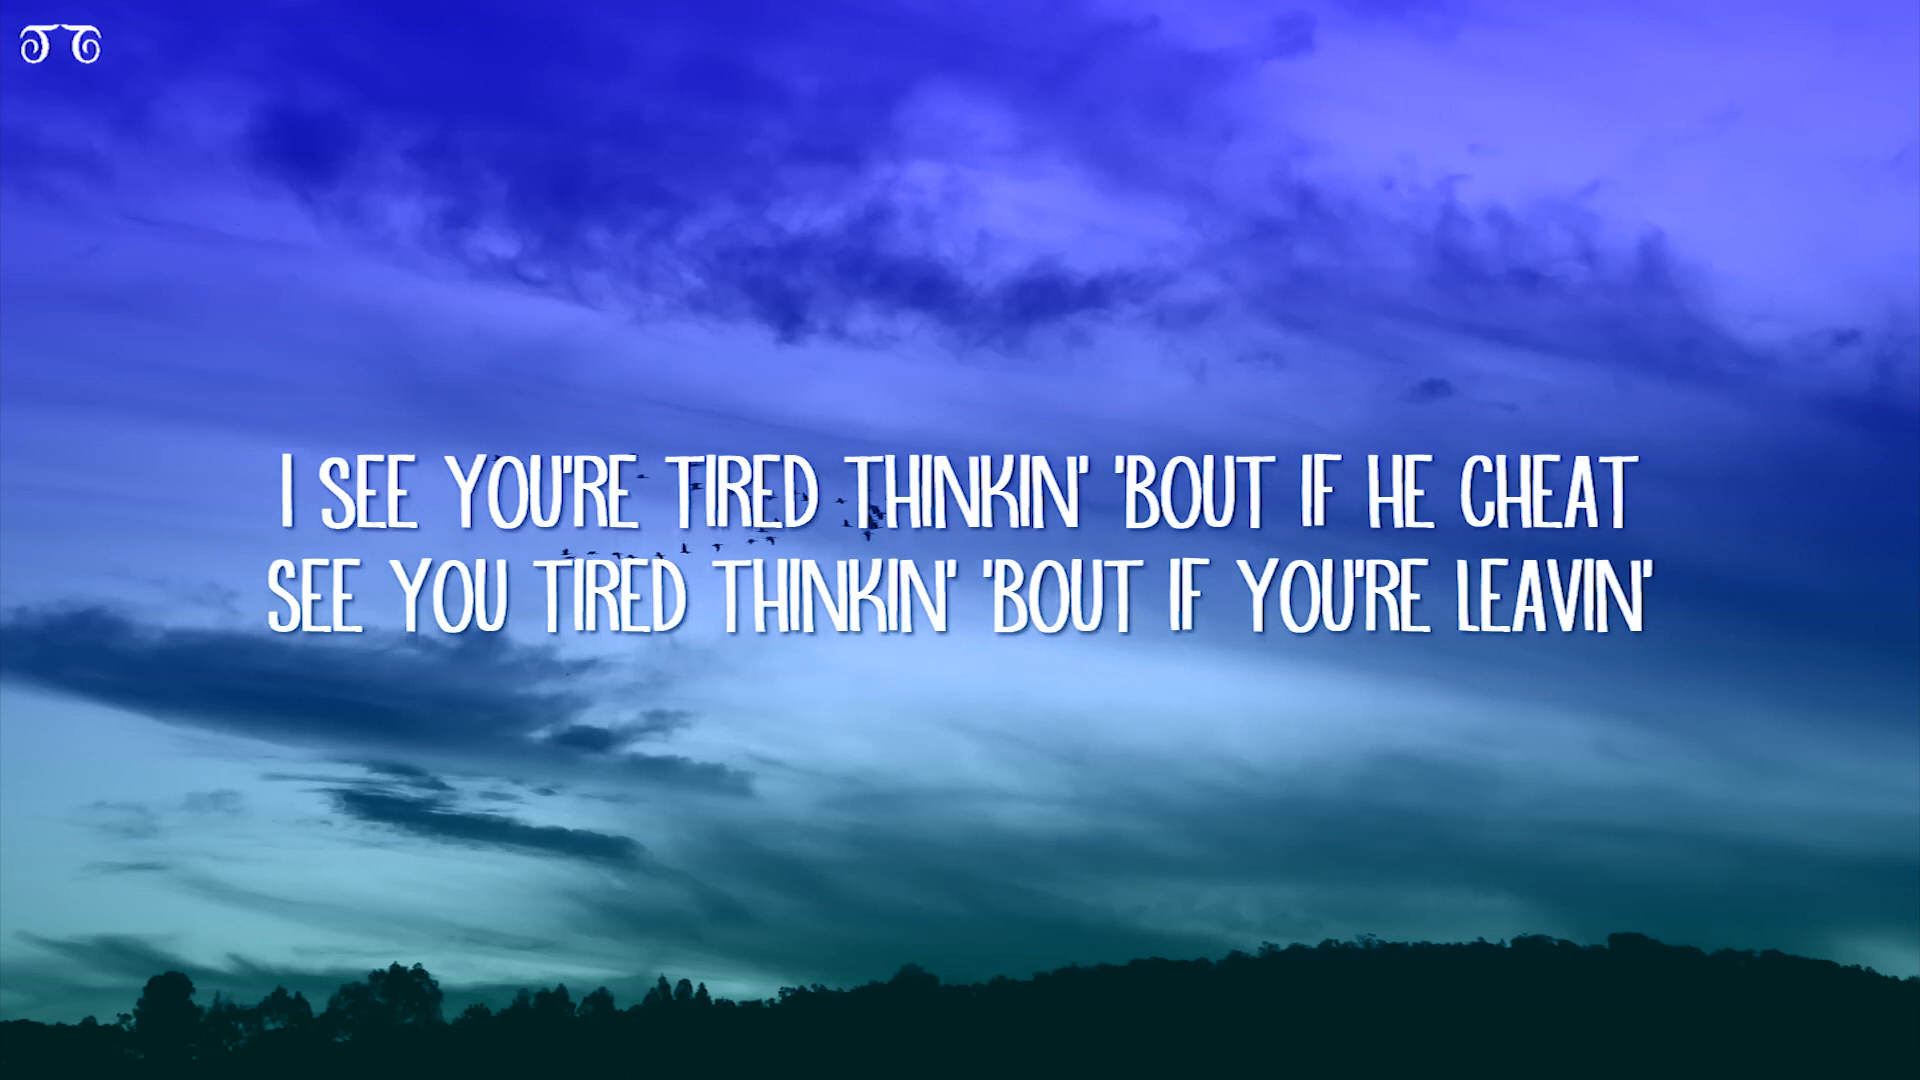 I SEE YOU'RE TIRED THINKIN' 'BOUT IF HE CHEAT
SEE YOU TIRED THINKIN' 'BOUT IF YOU'RE LEAVIN'